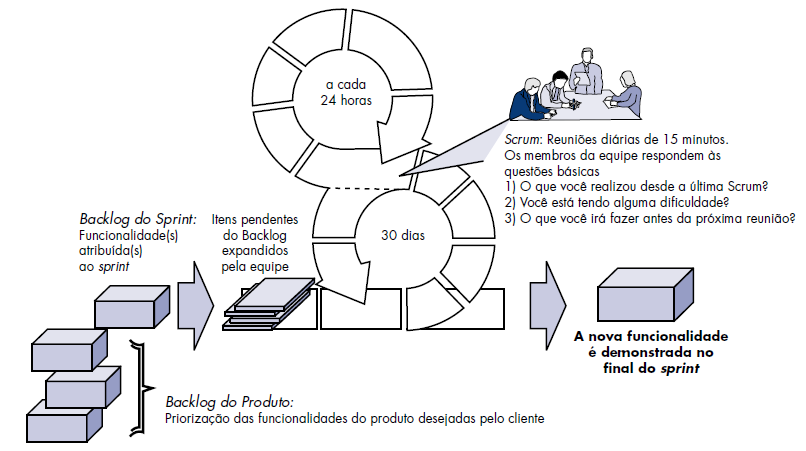 a cada
24 horas
Scrum: Reuniões diárias de 15 minutos.
Os membros da equipe respondem às
questões básicas
1) O que você realizou desde a última Scrum?
2) Você está tendo alguma dificuldade?
3) O que você irá fazer antes da próxima reunião?
Backlog do Sprint:
Funcionalidade(s)
atribuída(s)
ao sprint
Itens pendentes
do Backlog
expandidos
pela equipe
30 dias
A nova funcionalidade
é demonstrada no
final do sprint
Backlog do Produto:
Priorização das funcionalidades do produto desejadas pelo cliente